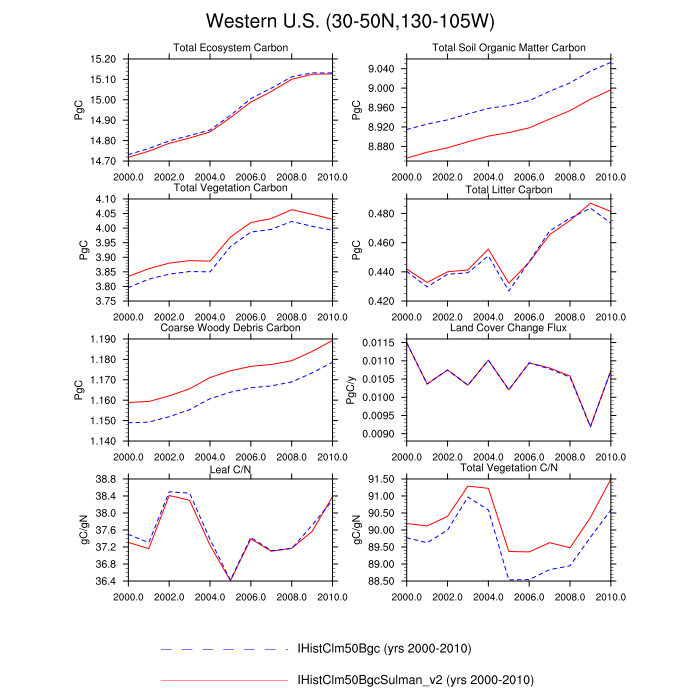 Western U.S. (30-50N,130-105W)
Total Ecosystem Carbon
PgC
15.20
15.10
15.00
14.90
14.80
14.70
2000.0 2002.0 2004.0 2006.0 2008.0 2010.0
Total Soil Organic Matter Carbon
PgC
9.040
9.000
8.960
8.920
8.880
2000.0 2002.0 2004.0 2006.0 2008.0 2010.0
Total Vegetation Carbon
PgC
4.10
4.05
4.00
3.95
3.90
3.85
3.80
3.75
2000.0 2002.0 2004.0 2006.0 2008.0 2010.0
Total Litter Carbon
PgC
0.480
0.460
0.440
0.420
2000.0 2002.0 2004.0 2006.0 2008.0 2010.0
Coarse Woody Debris Carbon
PgC
1.190
1.180
1.170
1.160
1.150
1.140
2000.0 2002.0 2004.0 2006.0 2008.0 2010.0
Land Cover Change Flux
PgC/y
0.0115
0.0110
0.0105
0.0100
0.0095
0.0090
2000.0 2002.0 2004.0 2006.0 2008.0 2010.0
Leaf C/N
gC/gN
38.8
38.4
38.0
37.6
37.2
36.8
36.4
2000.0 2002.0 2004.0 2006.0 2008.0 2010.0
Total Vegetation C/N
gC/gN
91.50
91.00
90.50
90.00
89.50
89.00
88.50
2000.0 2002.0 2004.0 2006.0 2008.0 2010.0
IHistClm50Bgc (yrs 2000-2010)
IHistClm50BgcSulman_v2 (yrs 2000-2010)